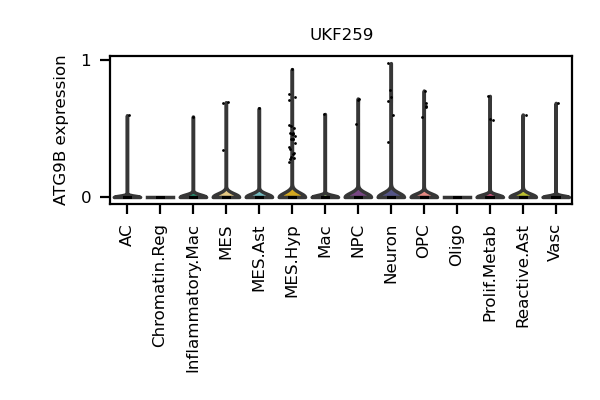 UKF259
ATG9B expression
1
0
AC
Chromatin.Reg
Inflammatory.Mac
MES
MES.Ast
MES.Hyp
Mac
NPC
Neuron
OPC
Oligo
Prolif.Metab
Reactive.Ast
Vasc